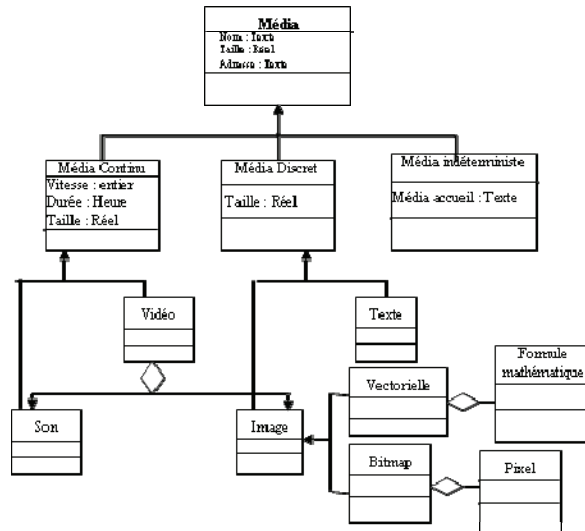 Média
Nom : Texte
Taille : Réel
Adresse : Texte
Média Continu
Vitesse : entier
Durée : Heure
Taille : Réel
Média Discret
Taille : Réel
Média indéterministe
Média accueil : Texte
Vidéo
Texte
Son
Image
Vectorielle
Formule
mathématique
Bitmap
Pixel